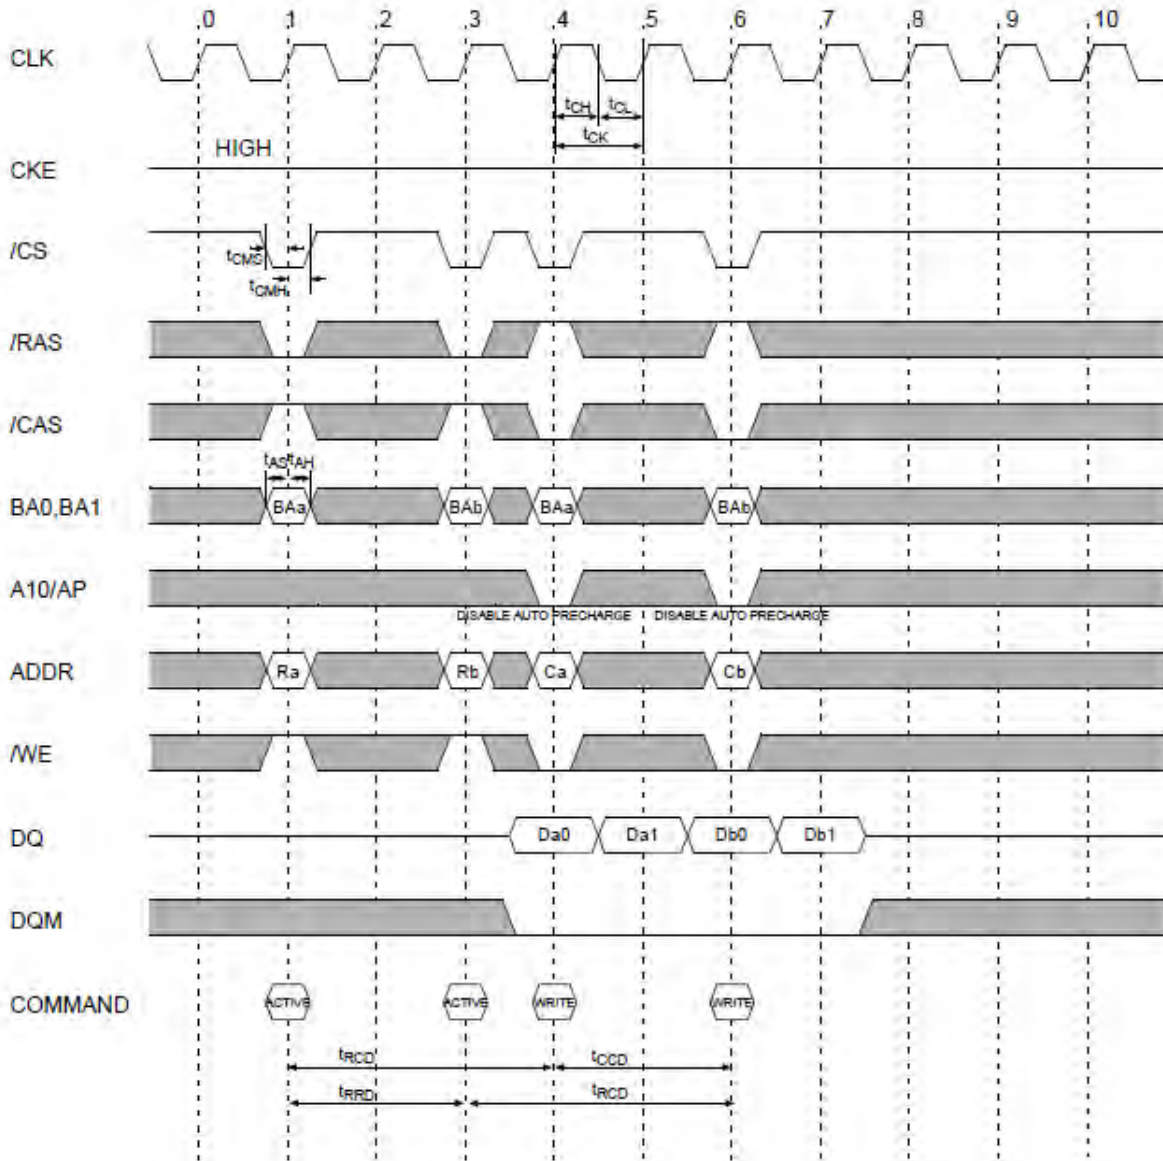 0 1 2 3 4 5 6 7 8 9 10
CLK
tCH tCL
tCK
HIGH
CKE
/CS
tCMS
tCMH
/RAS
/CAS
tAS tAH
BA0,BA1 BAa BAb BAa BAb
A10/AP
DISABLE AUTO PRECHARGE DISABLE AUTO PRECHARGE
ADDR Ra Rb Ca Cb
/WE
DQ Da0 Da1 Db0 Db1
DQM
COMMAND ACTIVE ACTIVE WRITE WRITE
tRCD tCCD
tRRD tRCD